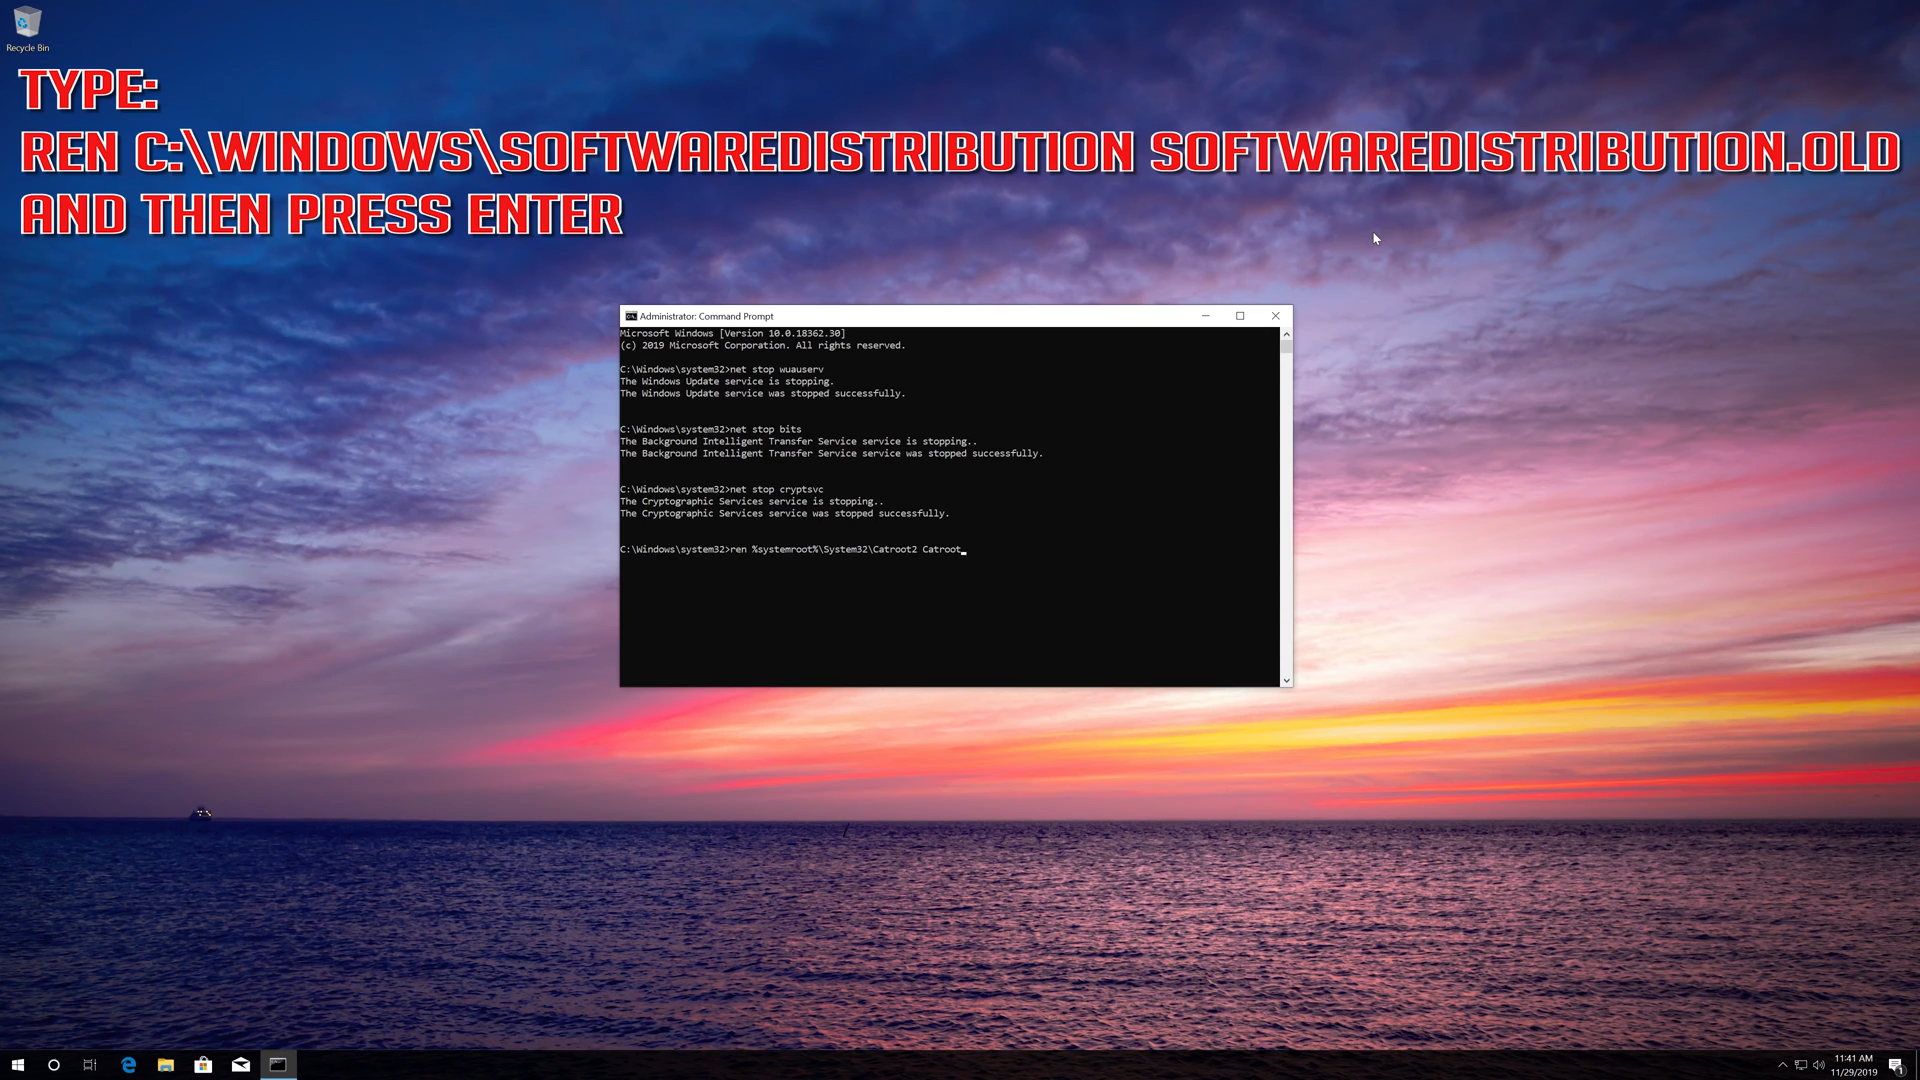 Recycle Bin
TYPE:
REN C:\WINDOWS\SOFTWAREDISTRIBUTION SOFTWAREDISTRIBUTION.OLD
AND THEN PRESS ENTER
Administrator: Command Prompt
Microsoft Windows [Version 10.0.18362.30]
(c) 2019 Microsoft Corporation. All rights reserved.
C:\Windows\system32>net stop wuauserv
The Windows Update service is stopping.
The Windows Update service was stopped successfully.
C:\Windows\system32>net stop bits
The Background Intelligent Transfer Service service is stopping..
The Background Intelligent Transfer Service service was stopped successfully.
C:\Windows\system32>net stop cryptsvc
The Cryptographic Services service is stopping..
The Cryptographic Services service was stopped successfully.
C:\Windows\system32>ren %systemroot%\System32\Catroot2 Catroot
11:41 AM
11/29/2019
1